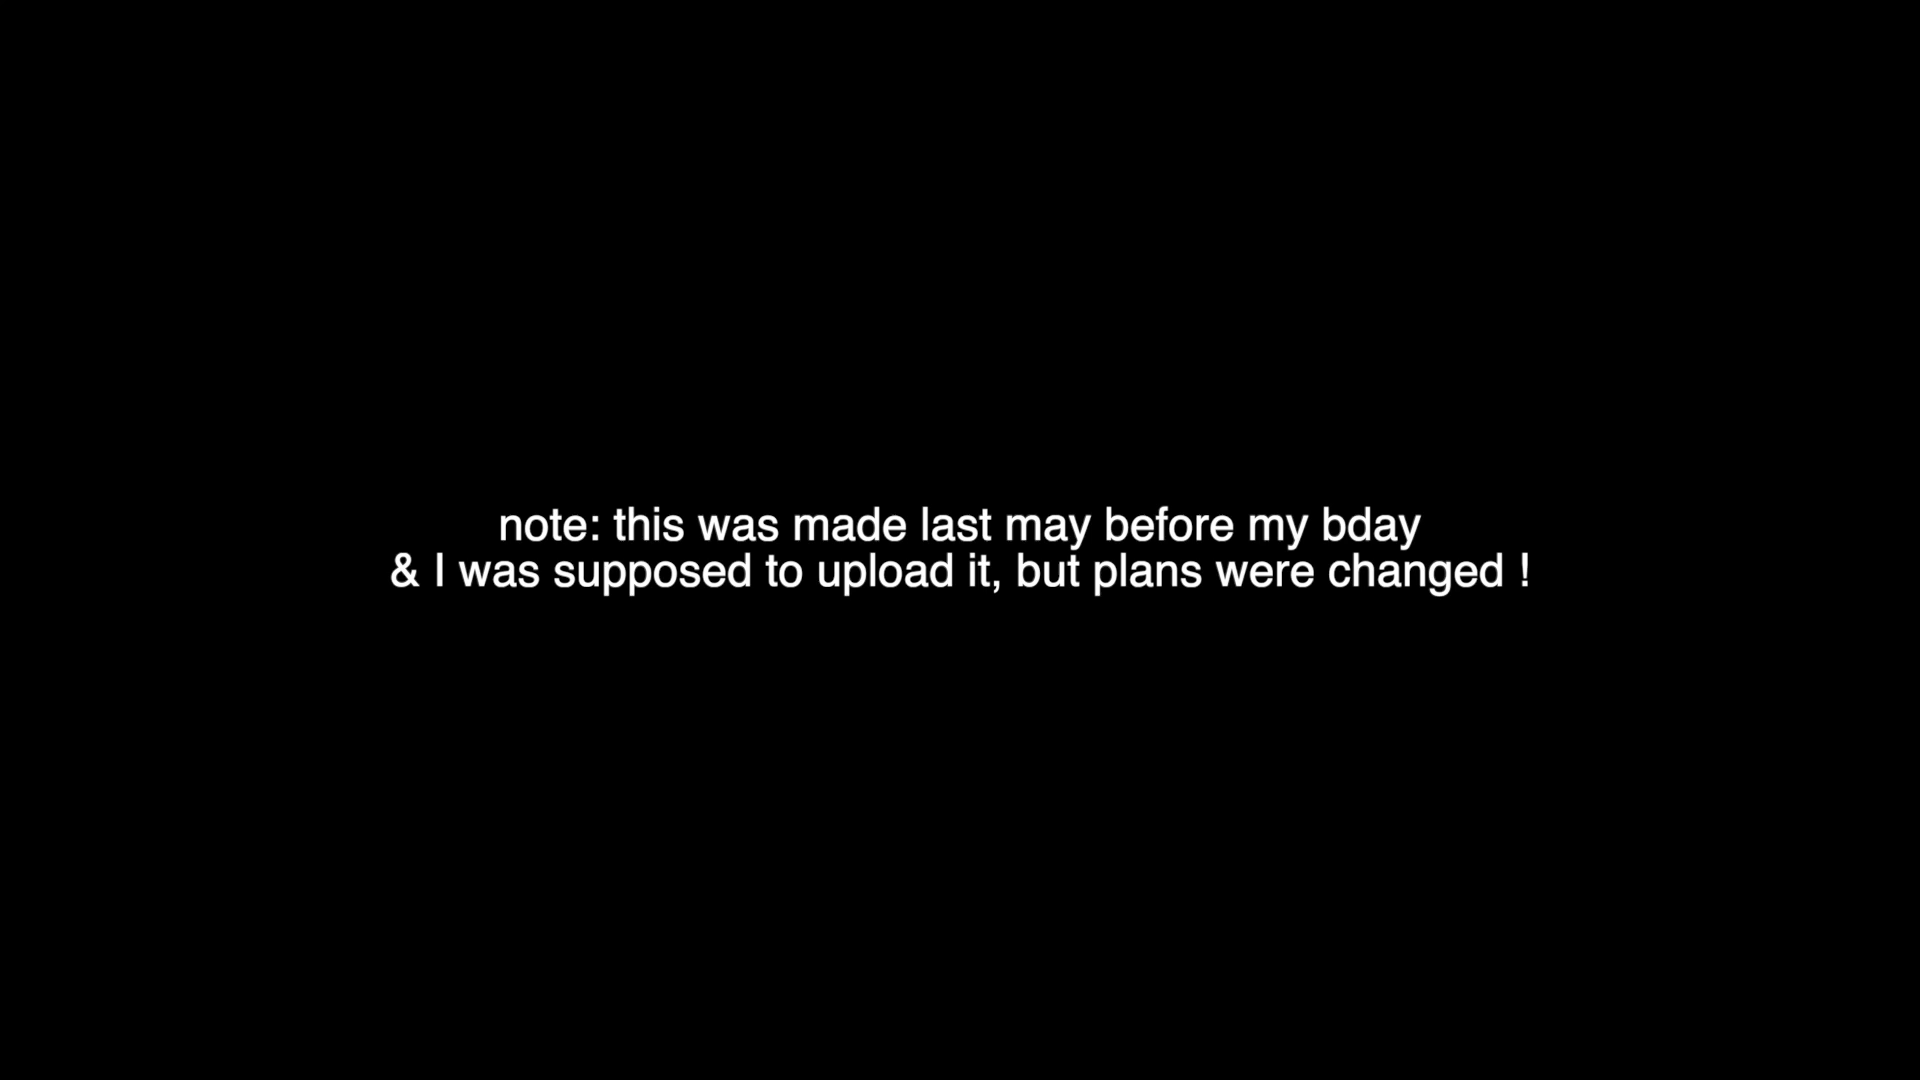 note: this was made last may before my bday
& I was supposed to upload it, but plans were changed !